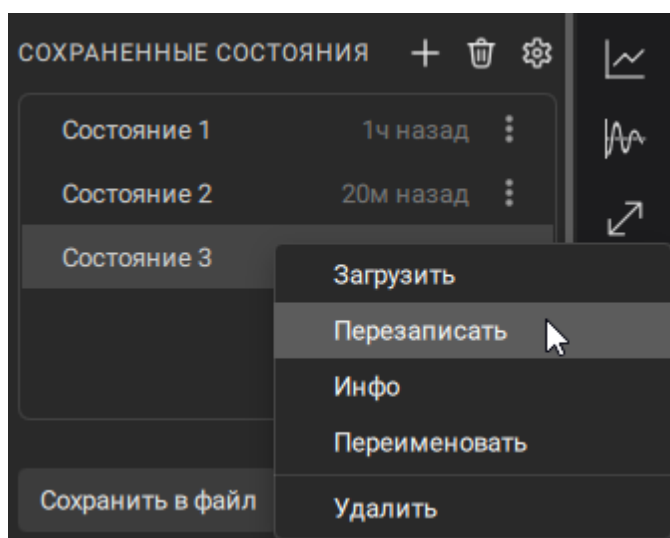 СОХРАНЕННЫЕ СОСТОЯНИЯ
Состояние 1 1ч назад
Состояние 2 20м назад
Состояние 3
Загрузить
Перезаписать
Инфо
Переименовать
Сохранить в файл
Удалить